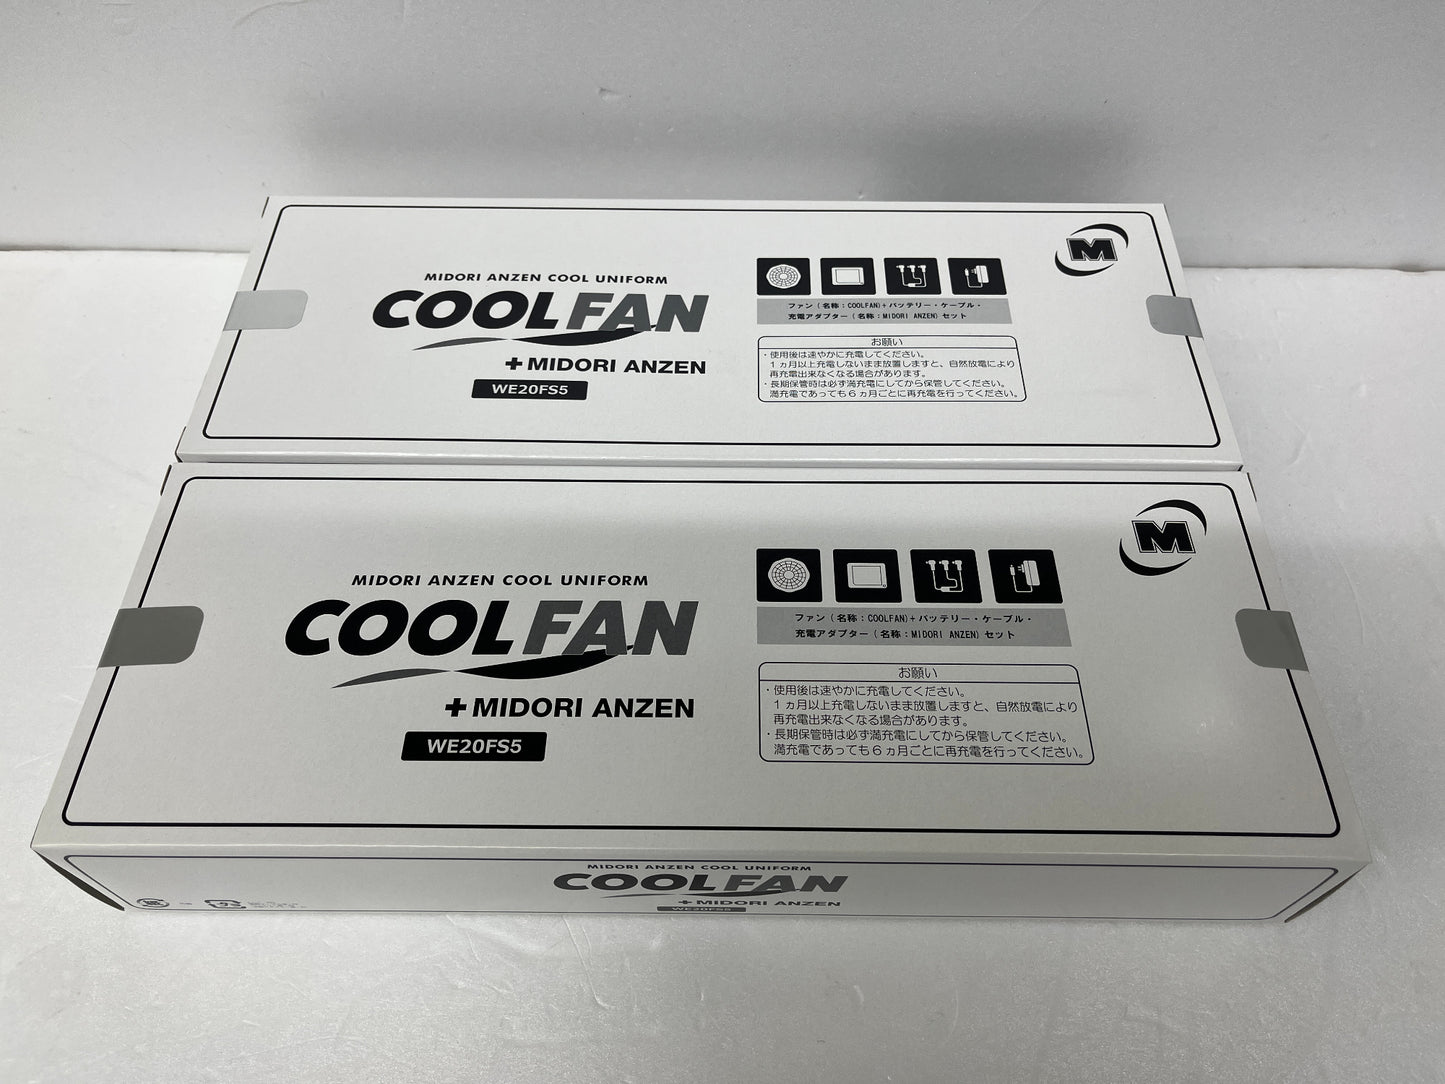 MIDORI ANZEN COOL UNIFORM
COOLFAN
+MIDORI ANZEN
WE20FS5
M
ファン(名称:COOLFAN)+バッテリー・ケーブル・
充電アダプター(名称:MIDORI ANZEN)セット
お願い
・使用後は速やかに充電してください。
1ヵ月以上充電しないまま放置しますと、自然放電により
再充電出来なくなる場合があります。
・長期保管時は必ず満充電にしてから保管してください。
満充電であっても6ヵ月ごとに再充電を行ってください。
MIDORI ANZEN COOL UNIFORM
COOLFAN
+MIDORI ANZEN
WE20FS5
M
ファン(名称:COOLFAN)+バッテリー・ケーブル・
充電アダプター(名称:MIDORI ANZEN)セット
お願い
・使用後は速やかに充電してください。
1ヵ月以上充電しないまま放置しますと、自然放電により
再充電出来なくなる場合があります。
・長期保管時は必ず満充電にしてから保管してください。
満充電であっても6ヵ月ごとに再充電を行ってください。
MIDORI ANZEN COOL UNIFORM
COOLFAN
+MIDORI ANZEN
WE20FS5